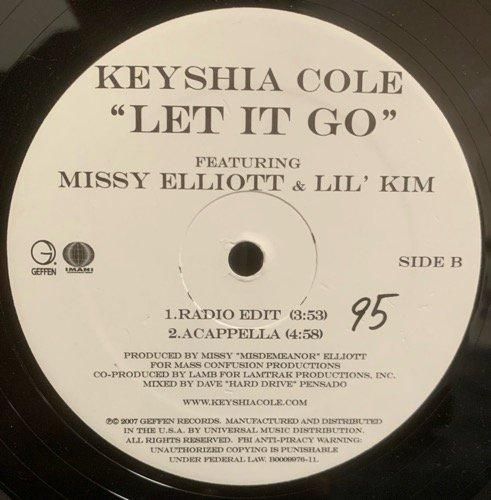 KEYSHIA COLE
"LET IT GO"
FEATURING
MISSY ELLIOTT & LIL' KIM
G
GEFFEN
IMANI
SIDE B
1.RADIO EDIT (3:53)
2.ACAPPELLA (4:58)
95
PRODUCED BY MISSY "MISDEMEANOR" ELLIOTT
FOR MASS CONFUSION PRODUCTIONS
CO-PRODUCED BY LAMB FOR LAMTRAK PRODUCTIONS, INC.
MIXED BY DAVE "HARD DRIVE" PENSADO
WWW.KEYSHIACOLE.COM
℗© 2007 GEFFEN RECORDS. MANUFACTURED AND DISTRIBUTED
IN THE U.S.A. BY UNIVERSAL MUSIC DISTRIBUTION.
ALL RIGHTS RESERVED. FBI ANTI-PIRACY WARNING:
UNAUTHORIZED COPYING IS PUNISHABLE
UNDER FEDERAL LAW. B0009976-11